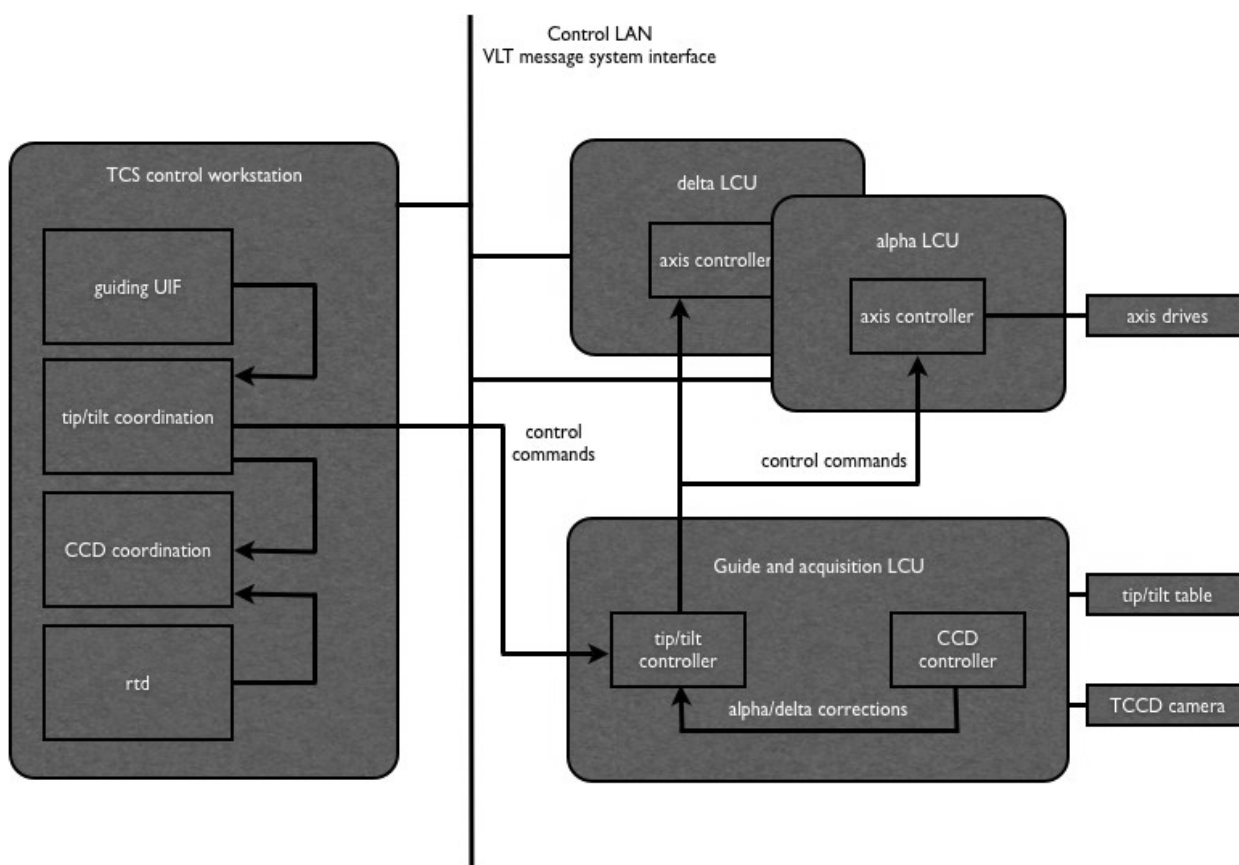 Control LAN
VLT message system interface
TCS control workstation
guiding UIF
tip/tilt coordination
CCD coordination
rtd
control
commands
delta LCU
axis controller
alpha LCU
axis controller
axis drives
control commands
Guide and acquisition LCU
tip/tilt
controller
CCD
controller
alpha/delta corrections
tip/tilt table
TCCD camera